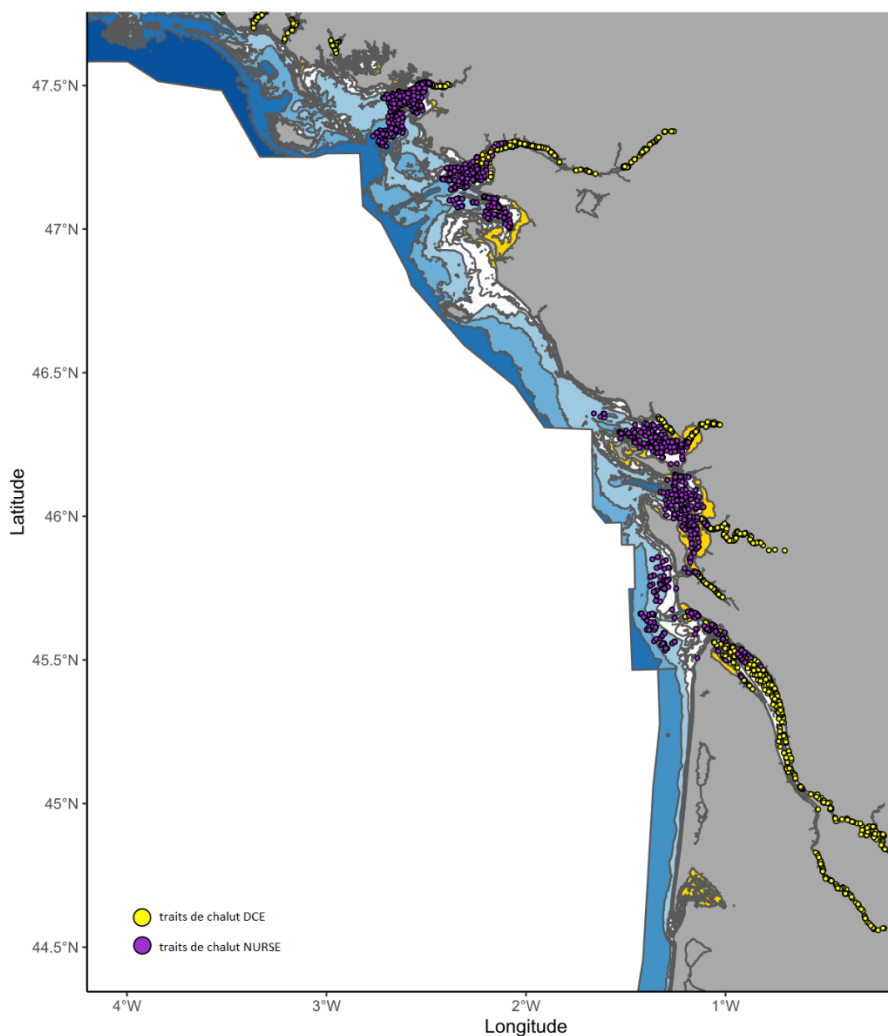 47.5°N
47°N
46.5°N
46°N
45.5°N
45°N
44.5°N
Latitude
traits de chalut DCE
traits de chalut NURSE
4°W
3°W
2°W
1°W
Longitude